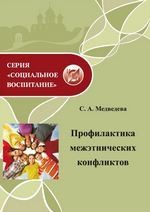 СЕРИЯ
«СОЦИАЛЬНОЕ
ВОСПИТАНИЕ»
С. А. Медведева
Профилактика
межэтнических
конфликтов